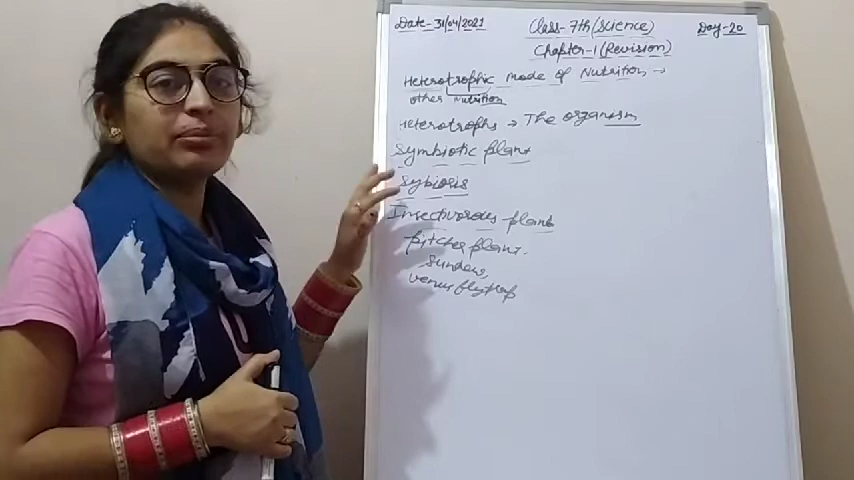 Date-31/04/2021 Class-7th(Science) Day-20
Chapter-1(Revision)
Heterotrophic mode of Nutrition →
other Nutrition
Heterotrophs → The organism
Symbiotic plant
Sybiosis
Insectivorous plant
pitcher plant.
Sundews,
venus flytrap